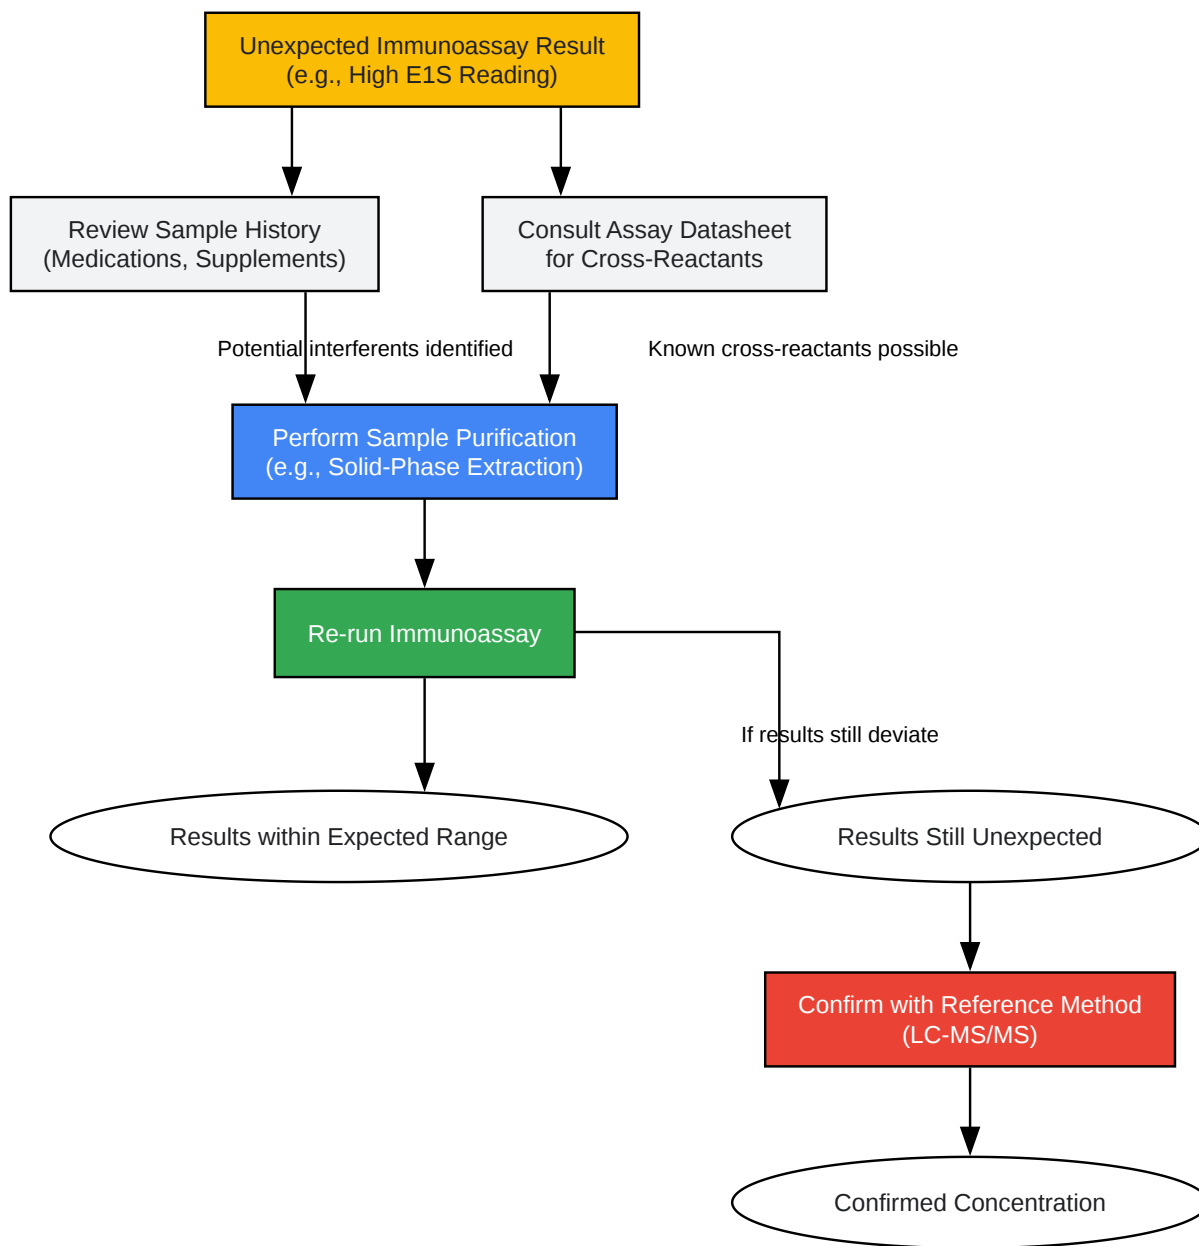 Unexpected Immunoassay Result
(e.g., High E1S Reading)
Review Sample History
(Medications, Supplements)
Consult Assay Datasheet
for Cross-Reactants
Potential interferents identified
Known cross-reactants possible
Perform Sample Purification
(e.g., Solid-Phase Extraction)
Re-run Immunoassay
If results still deviate
Results within Expected Range
Results Still Unexpected
Confirm with Reference Method
(LC-MS/MS)
Confirmed Concentration